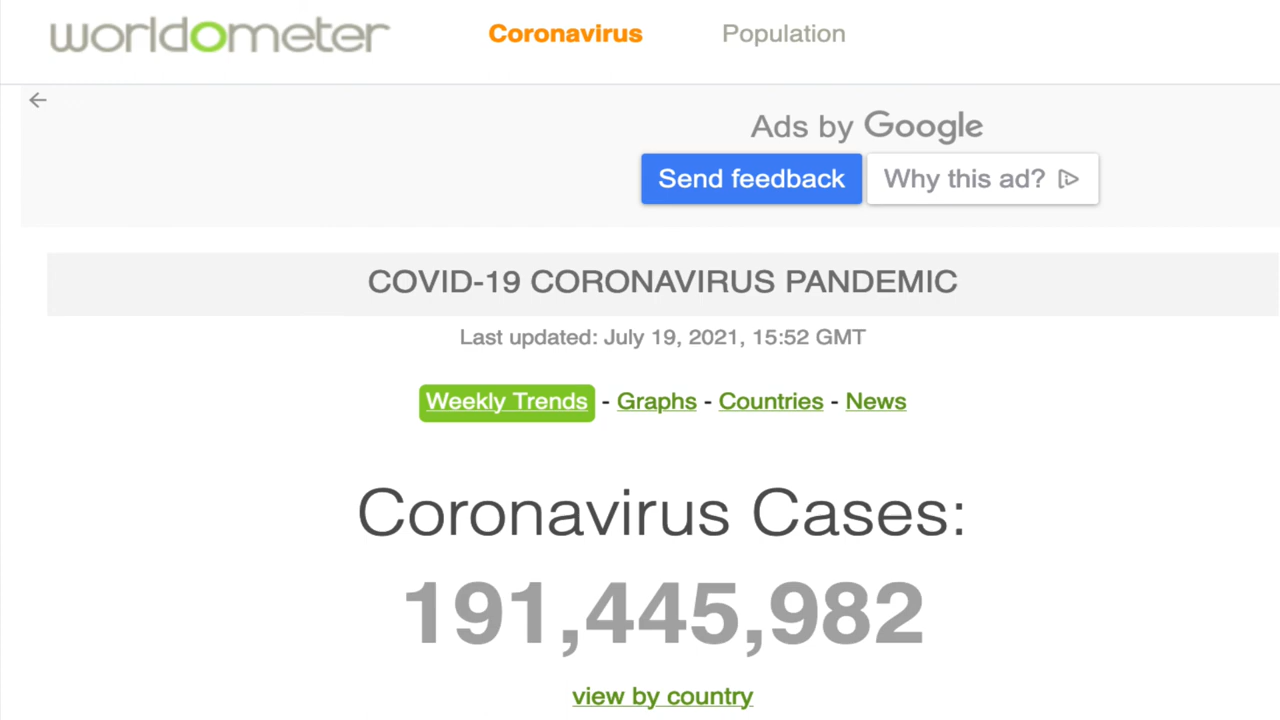 worldometer Coronavirus Population
Ads by Google
Send feedback Why this ad?
COVID-19 CORONAVIRUS PANDEMIC
Last updated: July 19, 2021, 15:52 GMT
Weekly Trends - Graphs - Countries - News
Coronavirus Cases:
191,445,982
view by country